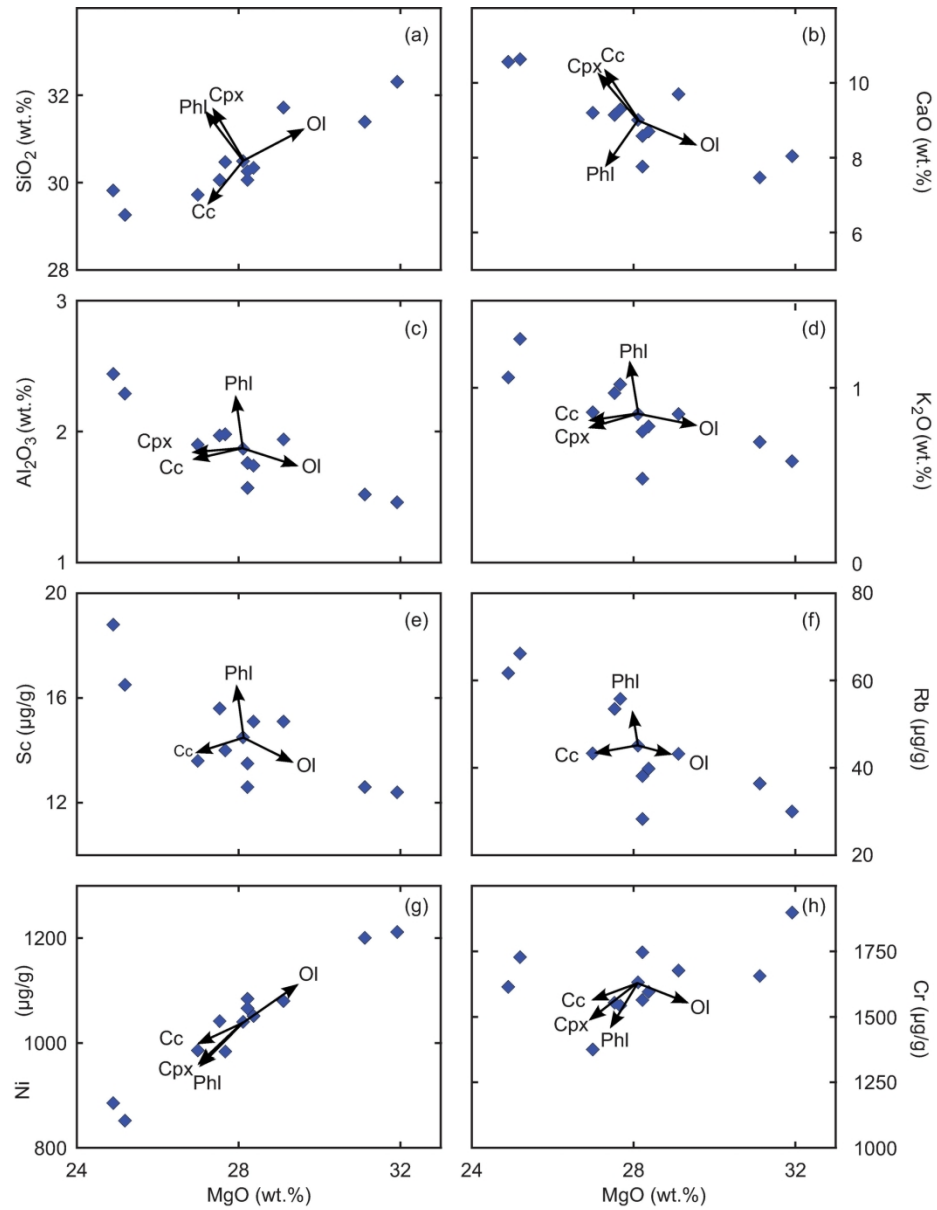 (a)
SiO2 (wt.%)
32
30
28
Cpx
Phl
Ol
Cc
(b)
CaO (wt.%)
10
8
6
Cc
Cpx
Ol
Phl
(c)
Al2O3 (wt.%)
3
2
1
Phl
Cpx
Cc
Ol
(d)
K2O (wt.%)
1
0
Phl
Cc
Cpx
Ol
(e)
Sc (µg/g)
20
16
12
Phl
Cc
Ol
(f)
Rb (µg/g)
80
60
40
20
Phl
Cc
Ol
(g)
Ni (µg/g)
1200
1000
800
Ol
Cc
Cpx
Phl
24 28 32
MgO (wt.%)
(h)
Cr (µg/g)
1750
1500
1250
1000
Cc
Cpx
Phl
Ol
24 28 32
MgO (wt.%)